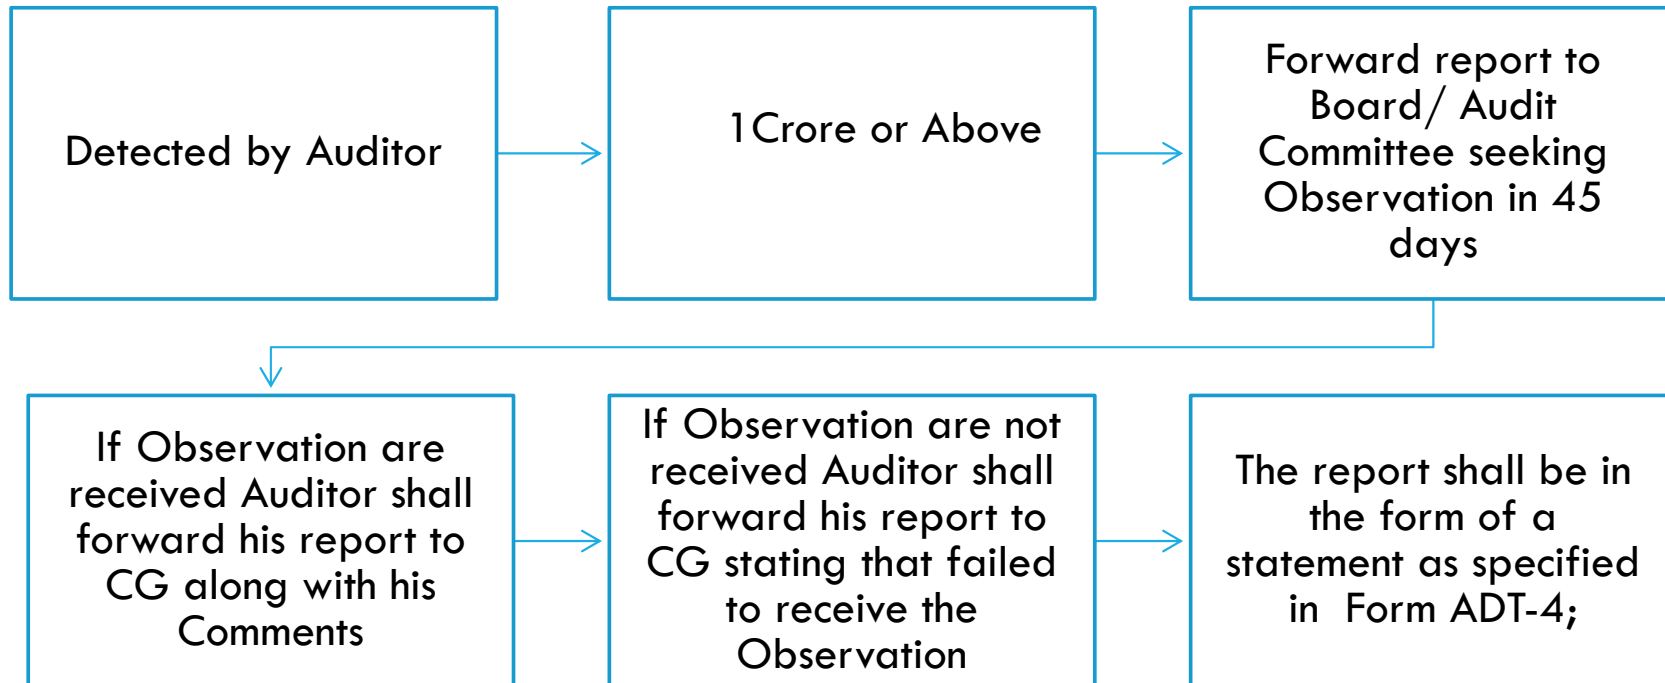 Detected by Auditor
1Crore or Above
Forward report to
Board/ Audit
Committee seeking
Observation in 45
days
If Observation are
received Auditor shall
forward his report to
CG along with his
Comments
If Observation are not
received Auditor shall
forward his report to
CG stating that failed
to receive the
Observation
The report shall be in
the form of a
statement as specified
in Form ADT-4;